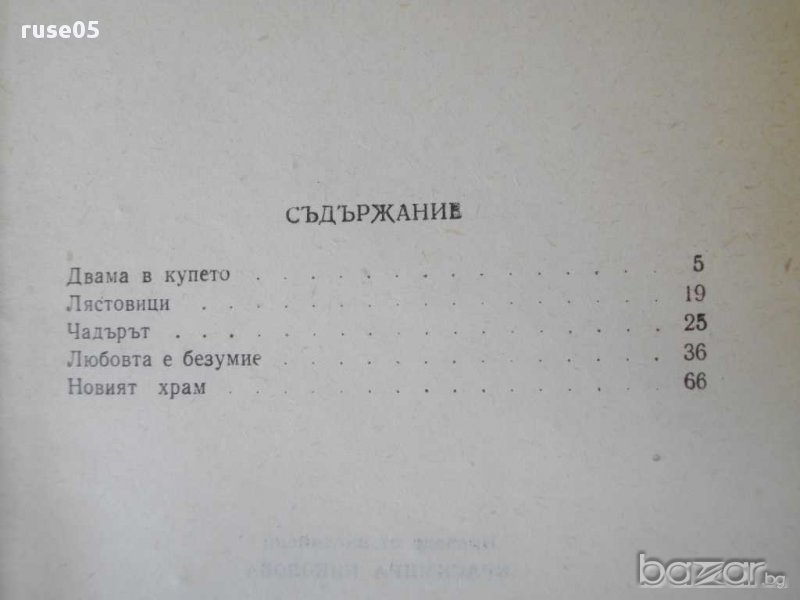 ruse05
СЪДЪРЖАНИЕ
Двама в купето . . . . . . . . . . . . . . . 5
Лястовици . . . . . . . . . . . . . . . . . 19
Чадърът . . . . . . . . . . . . . . . . . . 25
Любовта е безумие . . . . . . . . . . . . . . 36
Новият храм . . . . . . . . . . . . . . . . 66
bazar.bg